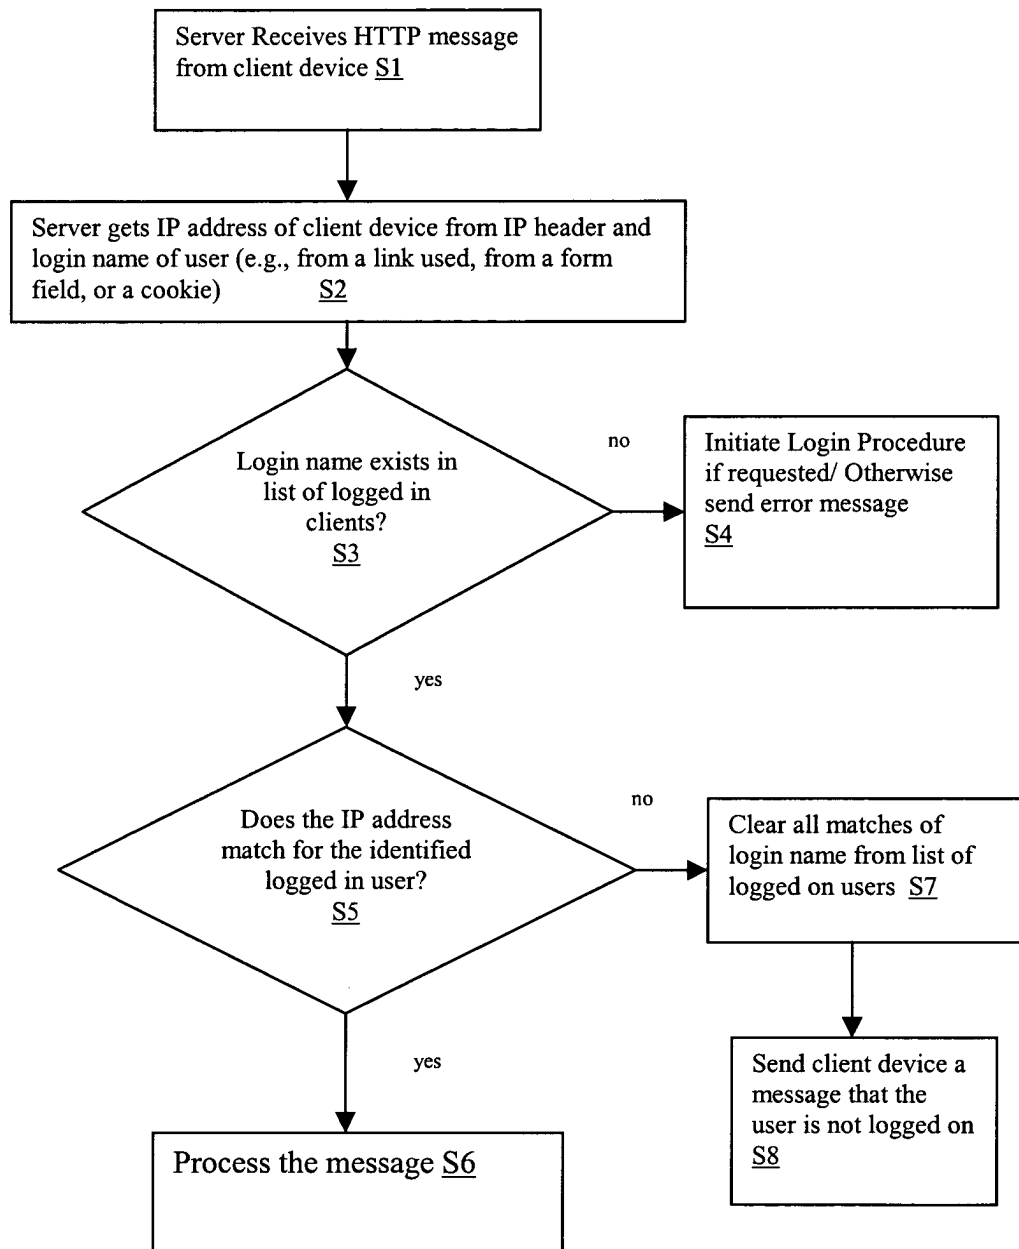 Server Receives HTTP message
from client device S1
Server gets IP address of client device from IP header and
login name of user (e.g., from a link used, from a form
field, or a cookie) S2
Login name exists in
list of logged in
clients?
S3
no
Initiate Login Procedure
if requested/ Otherwise
send error message
S4
yes
Does the IP address
match for the identified
logged in user?
S5
no
Clear all matches of
login name from list of
logged on users S7
yes
Send client device a
message that the
user is not logged on
S8
Process the message S6